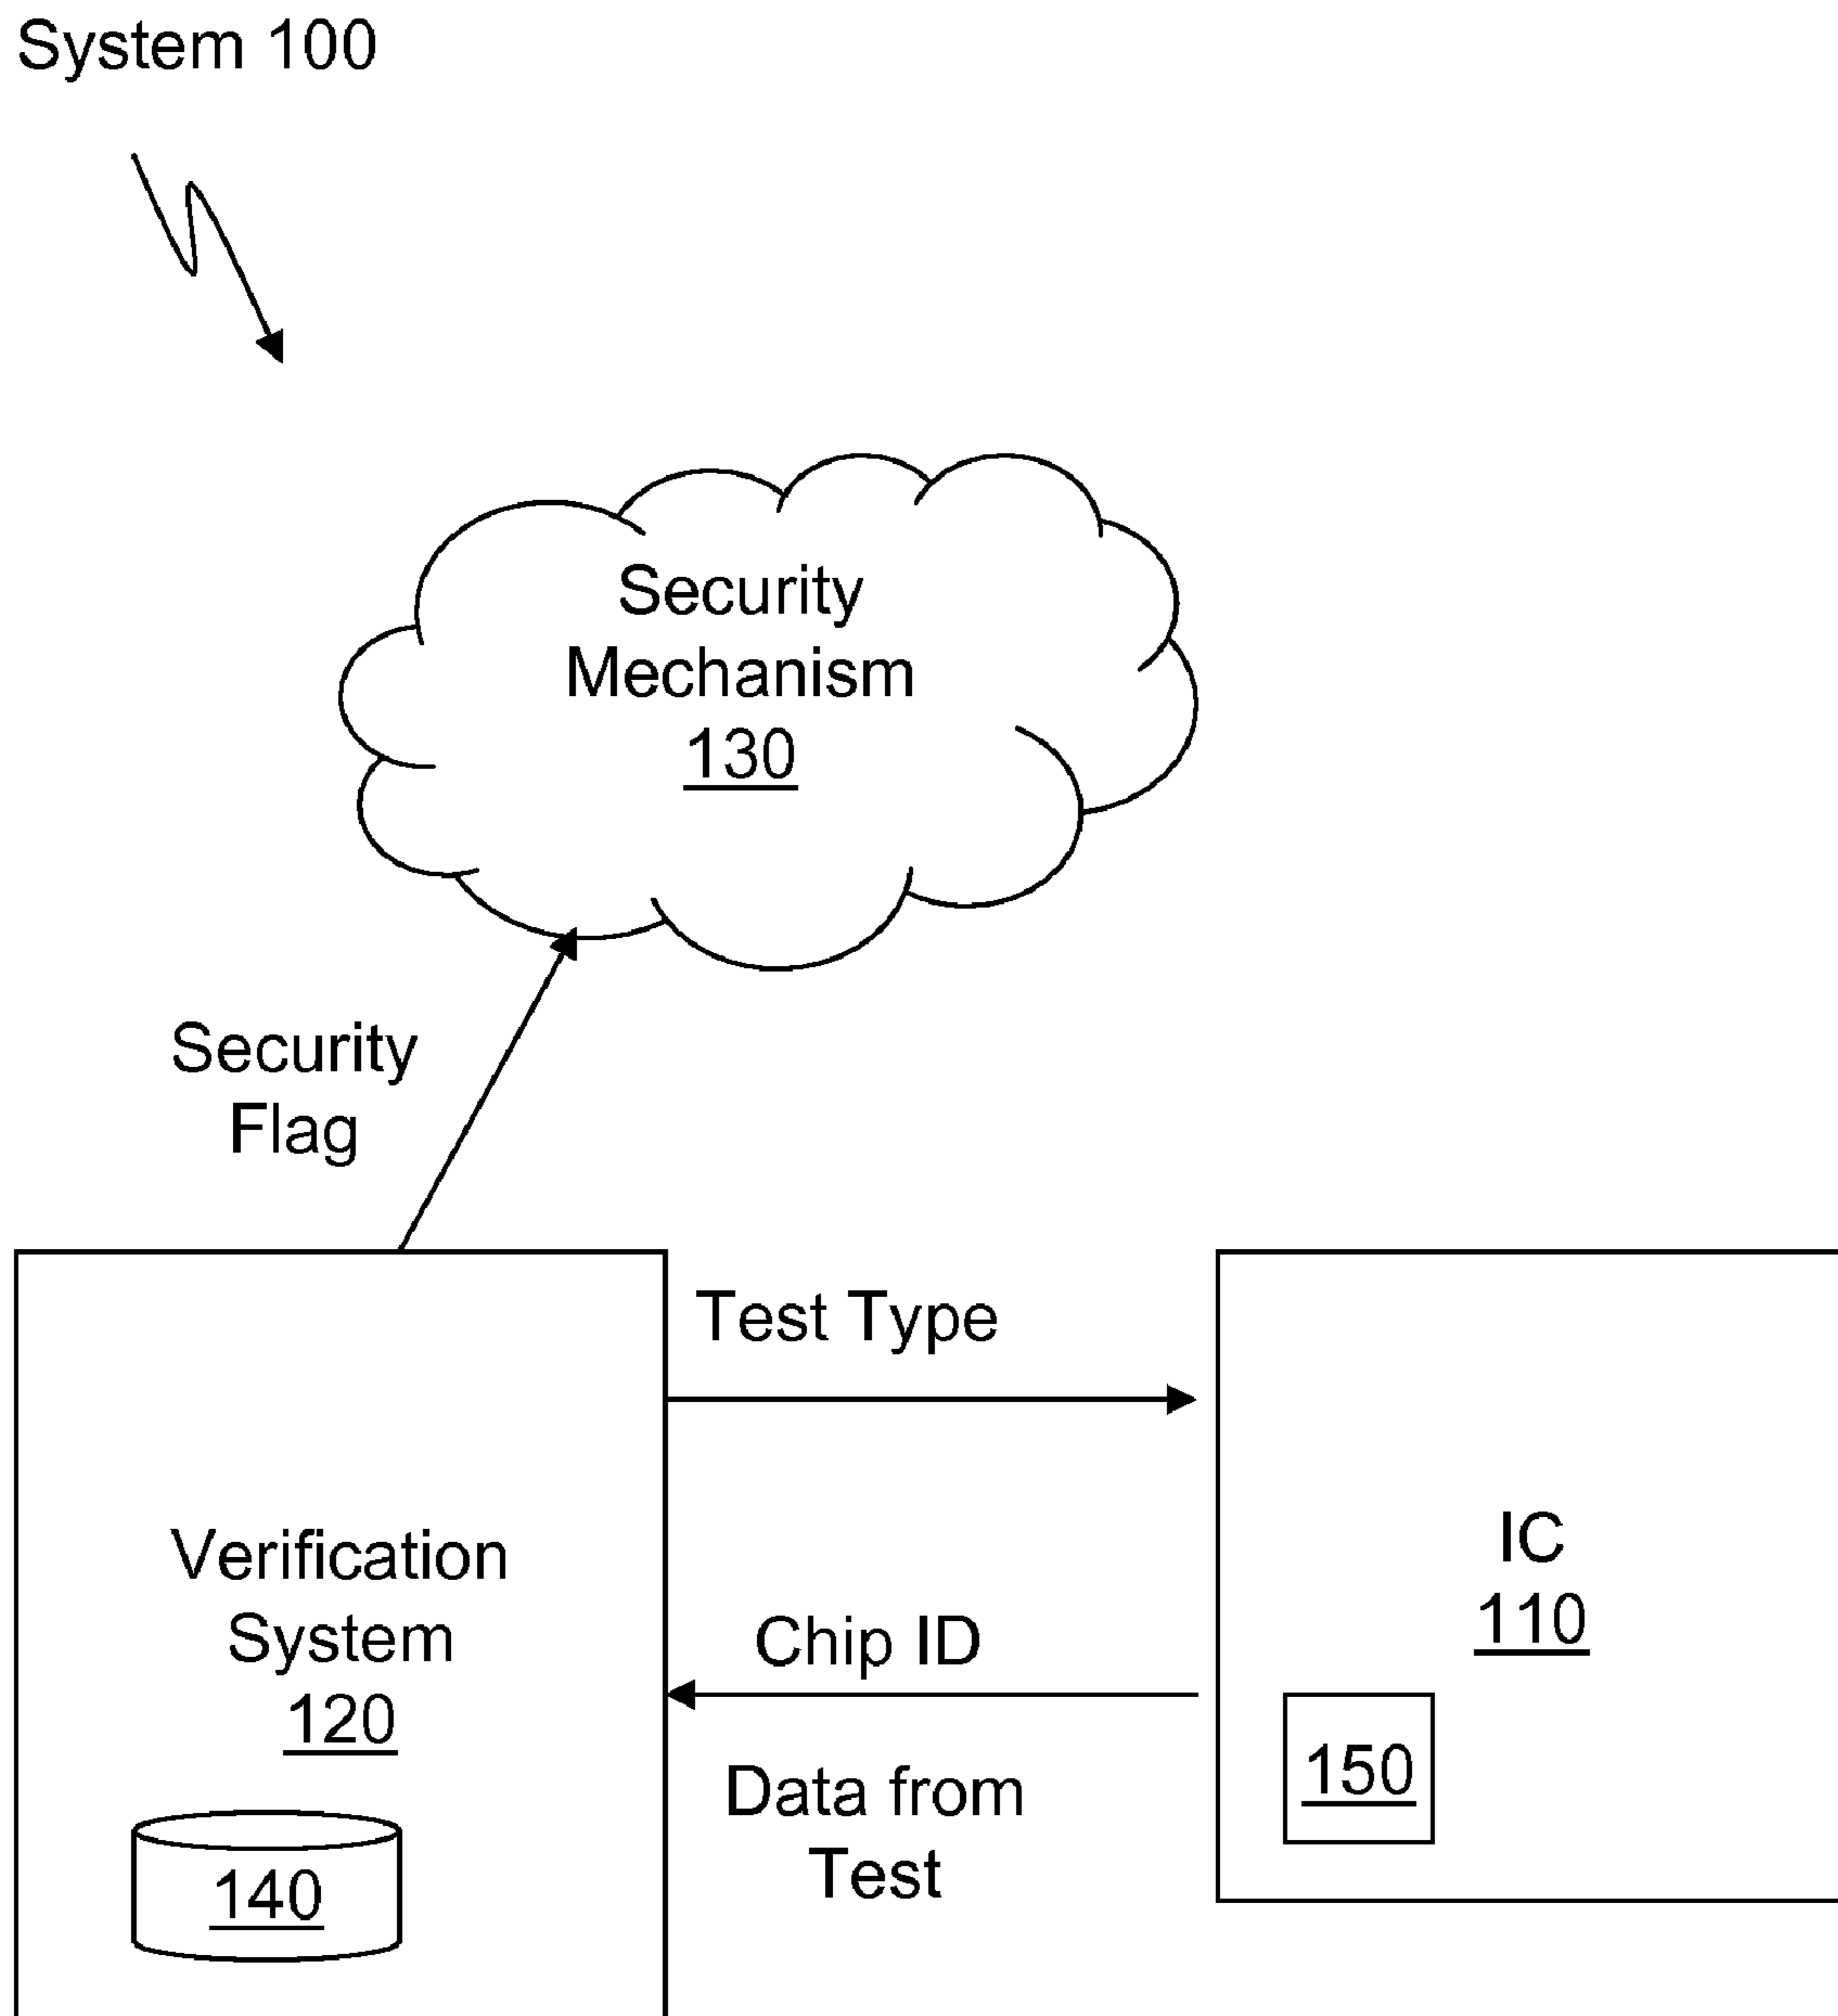 System 100
Security
Mechanism
130
Security
Flag
Test Type
Verification
System
120
IC
110
Chip ID
Data from
Test
150
140